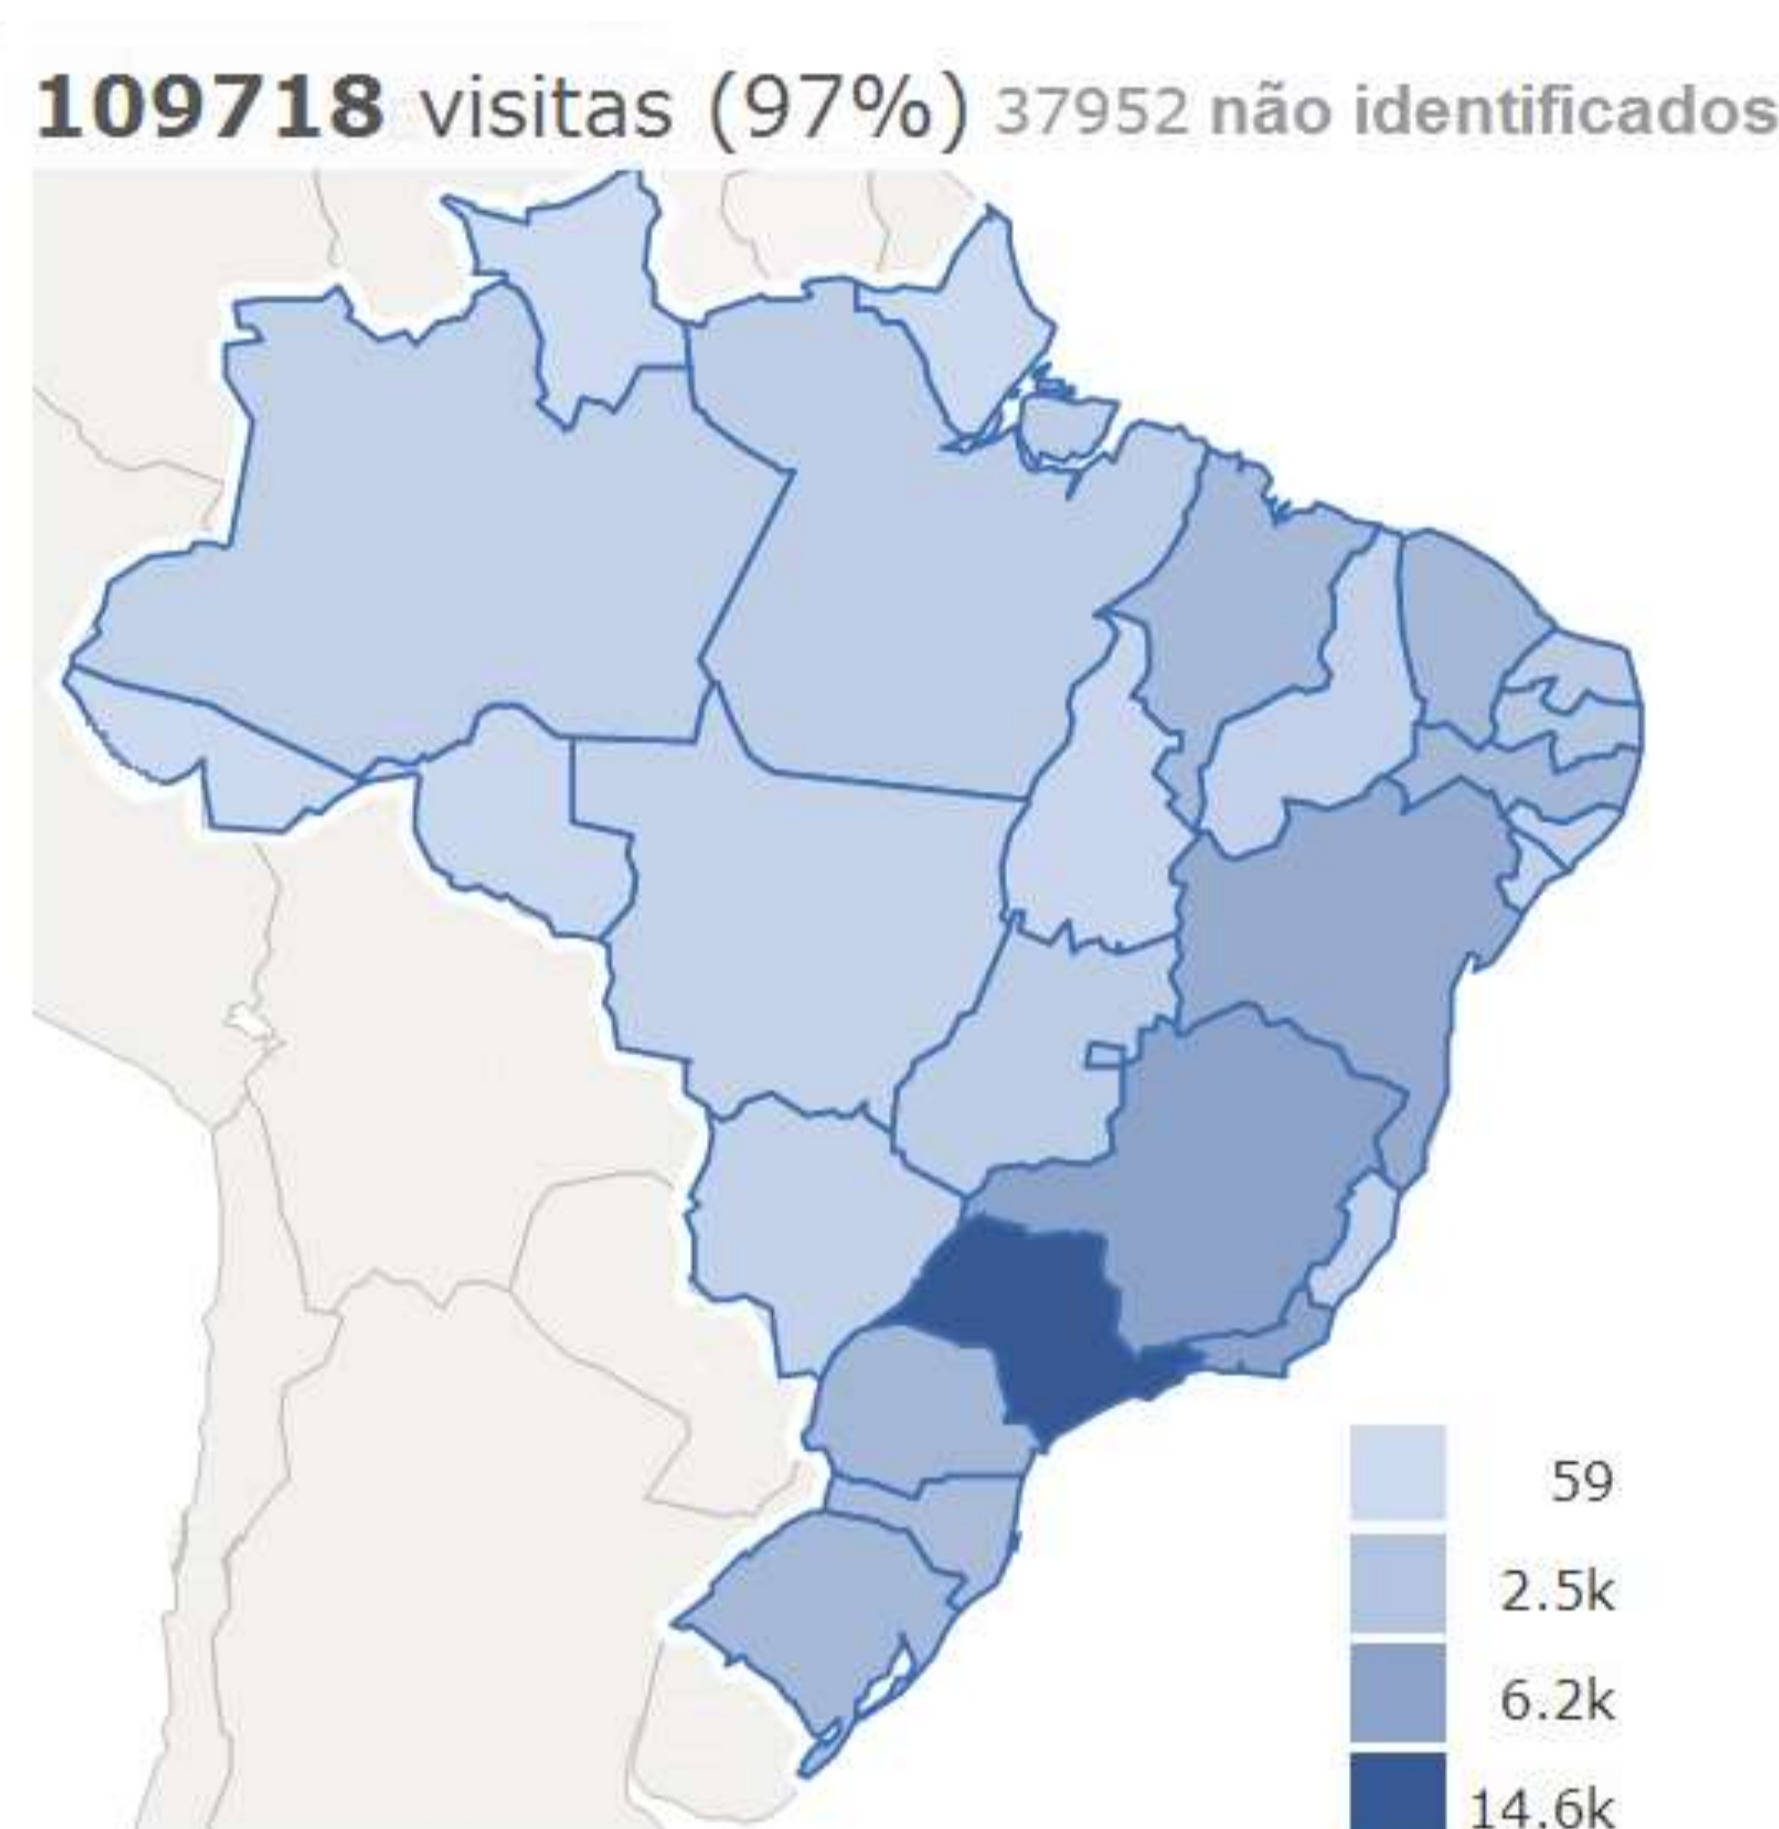 109718 visitas (97%) 37952 não identificados
59
2.5k
6.2k
14.6k